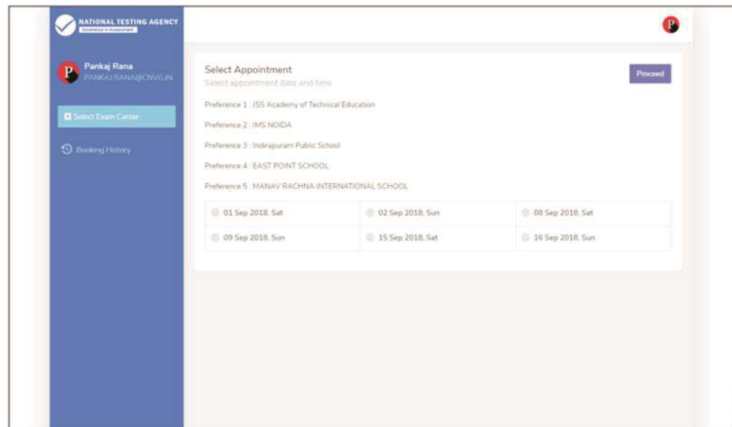 NATIONAL TESTING AGENCY
Excellence in Assessment
P
Pankaj Rana
PANKAJ.RANA@CNVG.IN
Select Exam Center
Booking History
P
Select Appointment
Select appointment date and time.
Proceed
Preference 1 : JSS Academy of Technical Education
Preference 2 : IMS NOIDA
Preference 3 : Indirapuram Public School
Preference 4 : EAST POINT SCHOOL
Preference 5 : MANAV RACHNA INTERNATIONAL SCHOOL
01 Sep 2018, Sat 02 Sep 2018, Sun 08 Sep 2018, Sat
09 Sep 2018, Sun 15 Sep 2018, Sat 16 Sep 2018, Sun